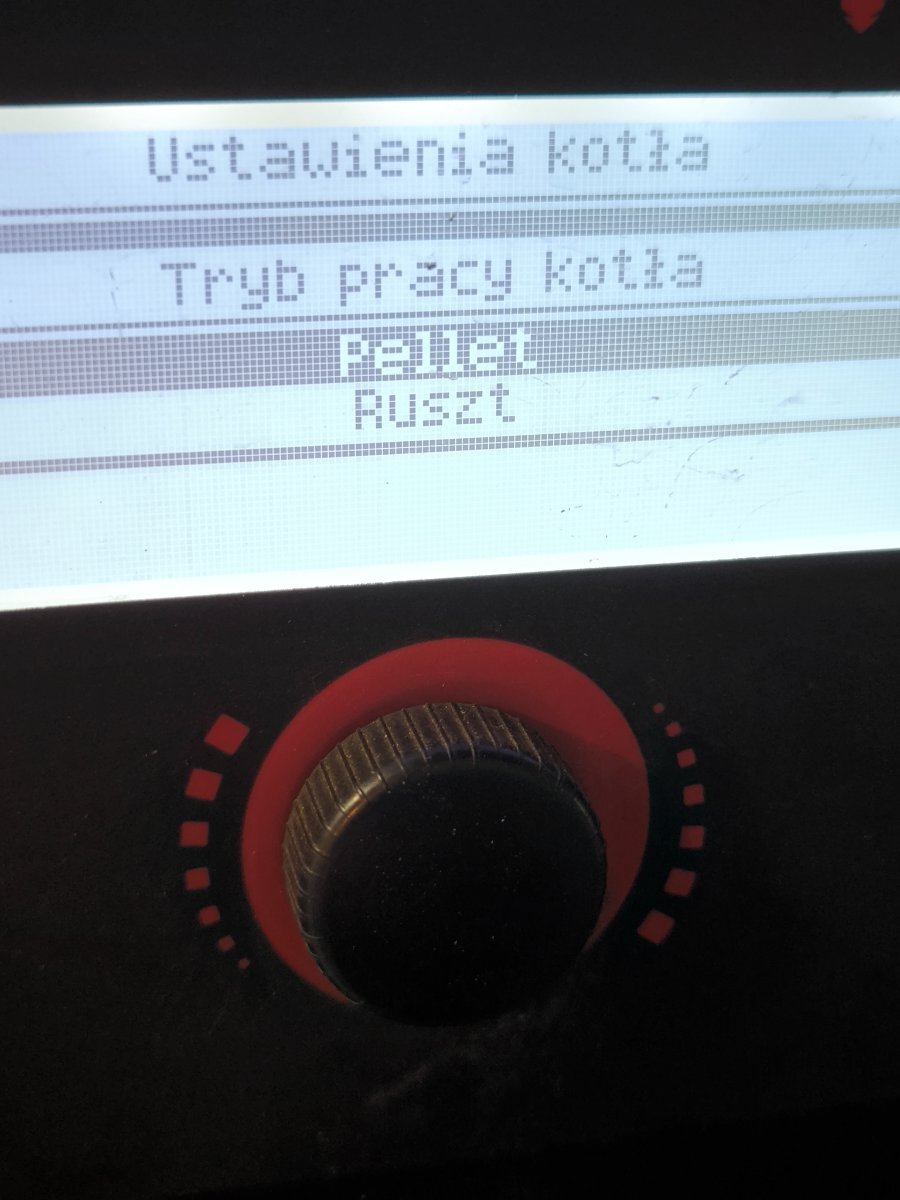 Ustawienia kotła
Tryb pracy kotła
Pellet
Ruszt